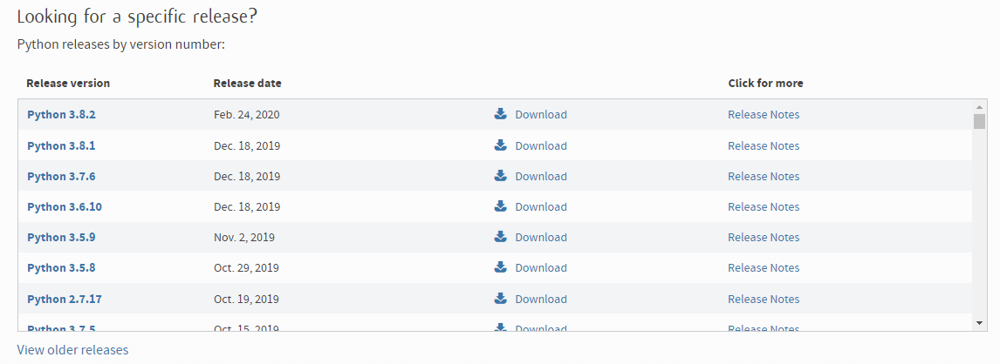 Looking for a specific release?
Python releases by version number:
Release version Release date Click for more
Python 3.8.2 Feb. 24, 2020 Download Release Notes
Python 3.8.1 Dec. 18, 2019 Download Release Notes
Python 3.7.6 Dec. 18, 2019 Download Release Notes
Python 3.6.10 Dec. 18, 2019 Download Release Notes
Python 3.5.9 Nov. 2, 2019 Download Release Notes
Python 3.5.8 Oct. 29, 2019 Download Release Notes
Python 2.7.17 Oct. 19, 2019 Download Release Notes
Python 3.7.5 Oct. 15, 2019 Download Release Notes
View older releases